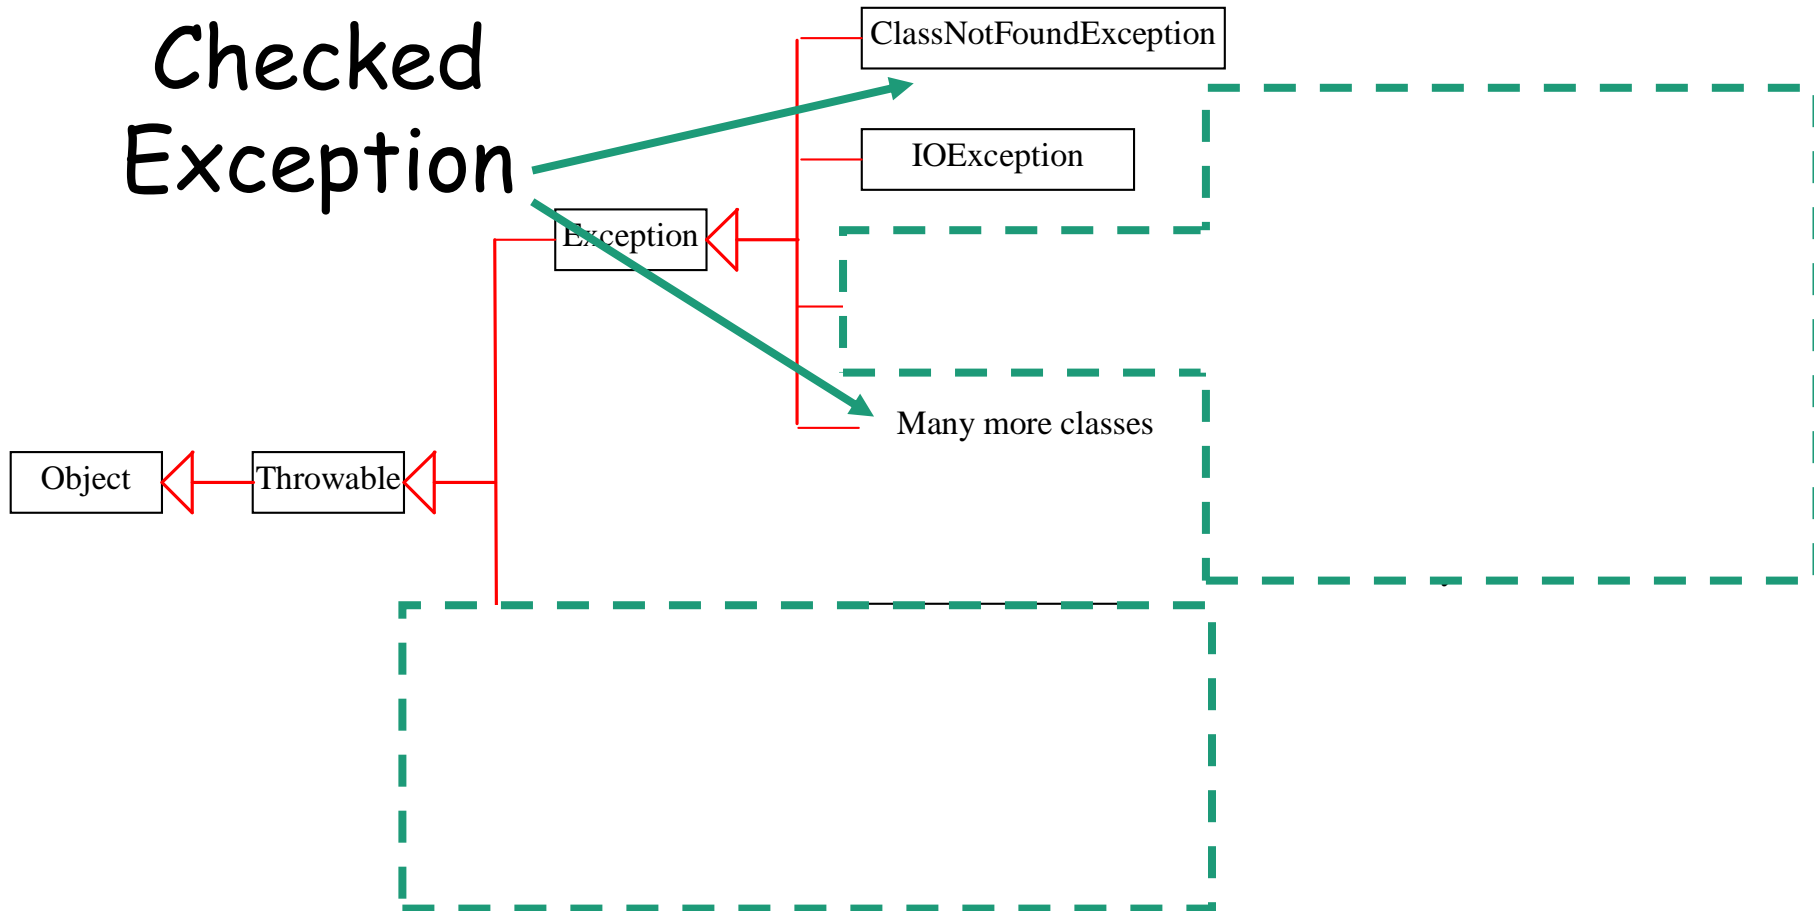 Checked
Exception
ClassNotFoundException
IOException
Exception
Many more classes
Object
Throwable